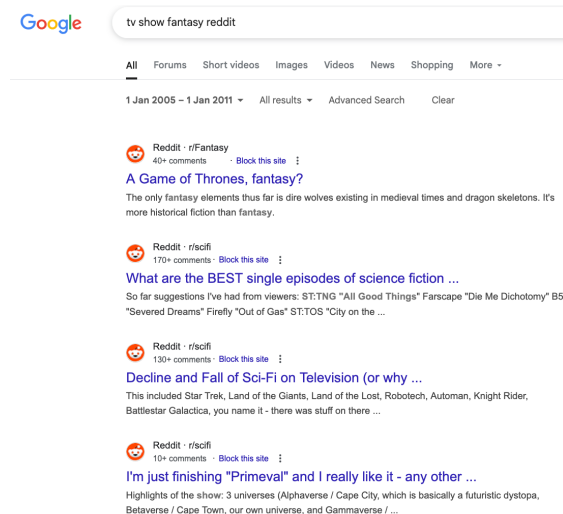 Google
tv show fantasy reddit
All Forums Short videos Images Videos News Shopping More
1 Jan 2005 – 1 Jan 2011 All results Advanced Search Clear
Reddit · r/Fantasy
40+ comments · Block this site
A Game of Thrones, fantasy?
The only fantasy elements thus far is dire wolves existing in medieval times and dragon skeletons. It's
more historical fiction than fantasy.
Reddit · r/scifi
170+ comments · Block this site
What are the BEST single episodes of science fiction ...
So far suggestions I've had from viewers: ST:TNG "All Good Things" Farscape "Die Me Dichotomy" B5
"Severed Dreams" Firefly "Out of Gas" ST:TOS "City on the ...
Reddit · r/scifi
130+ comments · Block this site
Decline and Fall of Sci-Fi on Television (or why ...
This included Star Trek, Land of the Giants, Land of the Lost, Robotech, Automan, Knight Rider,
Battlestar Galactica, you name it - there was stuff on there ...
Reddit · r/scifi
10+ comments · Block this site
I'm just finishing "Primeval" and I really like it - any other ...
Highlights of the show: 3 universes (Alphaverse / Cape City, which is basically a futuristic dystopa,
Betaverse / Cape Town, our own universe, and Gammaverse / ...